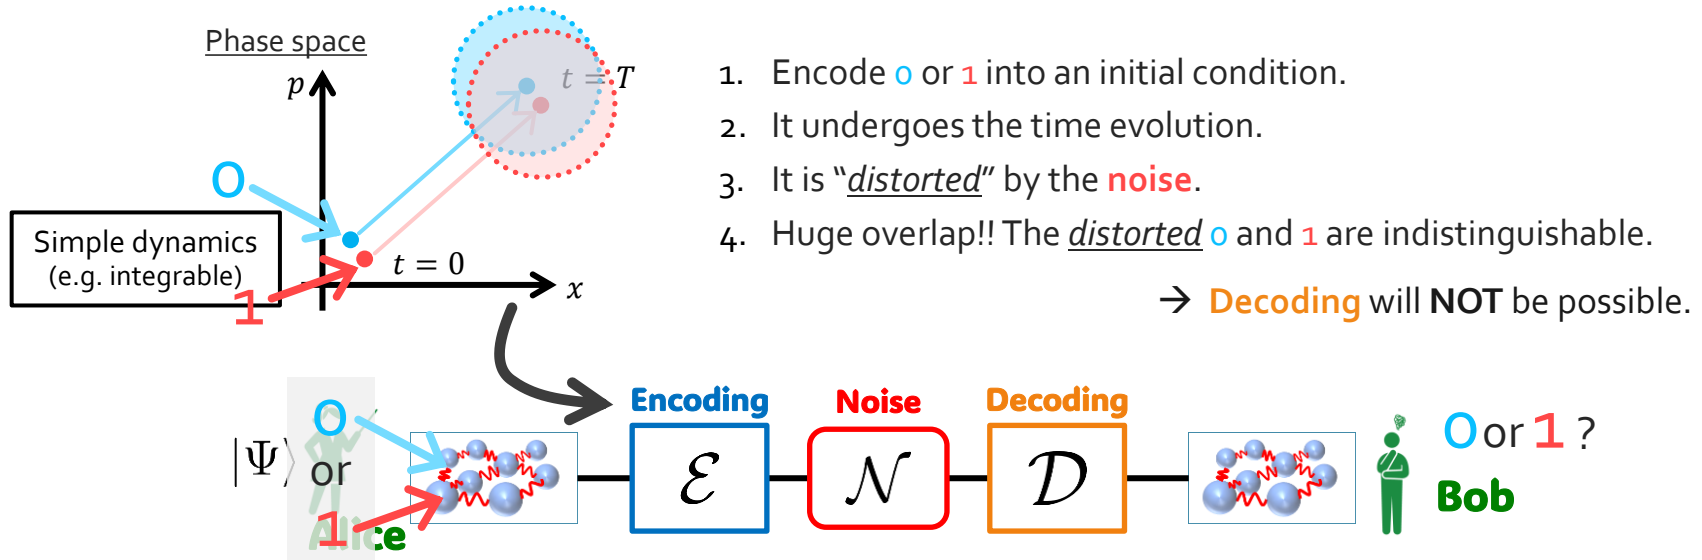 Phase space
p
t = T
0
Simple dynamics
(e.g. integrable)
1
t = 0
x
1. Encode 0 or 1 into an initial condition.
2. It undergoes the time evolution.
3. It is “distorted” by the noise.
4. Huge overlap!! The distorted 0 and 1 are indistinguishable.
→ Decoding will NOT be possible.
Encoding
Noise
Decoding
|Ψ⟩
0
or
1
Alice
ℰ
𝒩
𝒟
0 or 1 ?
Bob